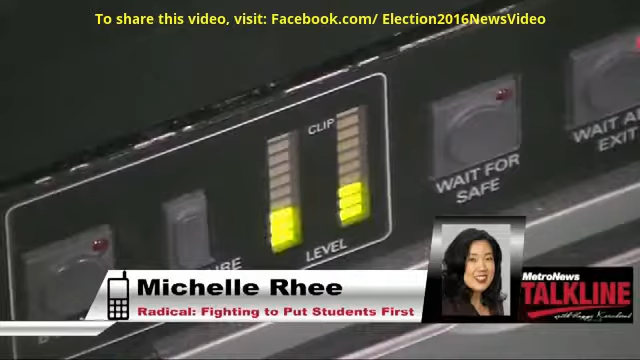 To share this video, visit: Facebook.com/ Election2016NewsVideo
CLIP
LEVEL
WAIT FOR
SAFE
Michelle Rhee
Radical: Fighting to Put Students First
MetroNews
TALKLINE